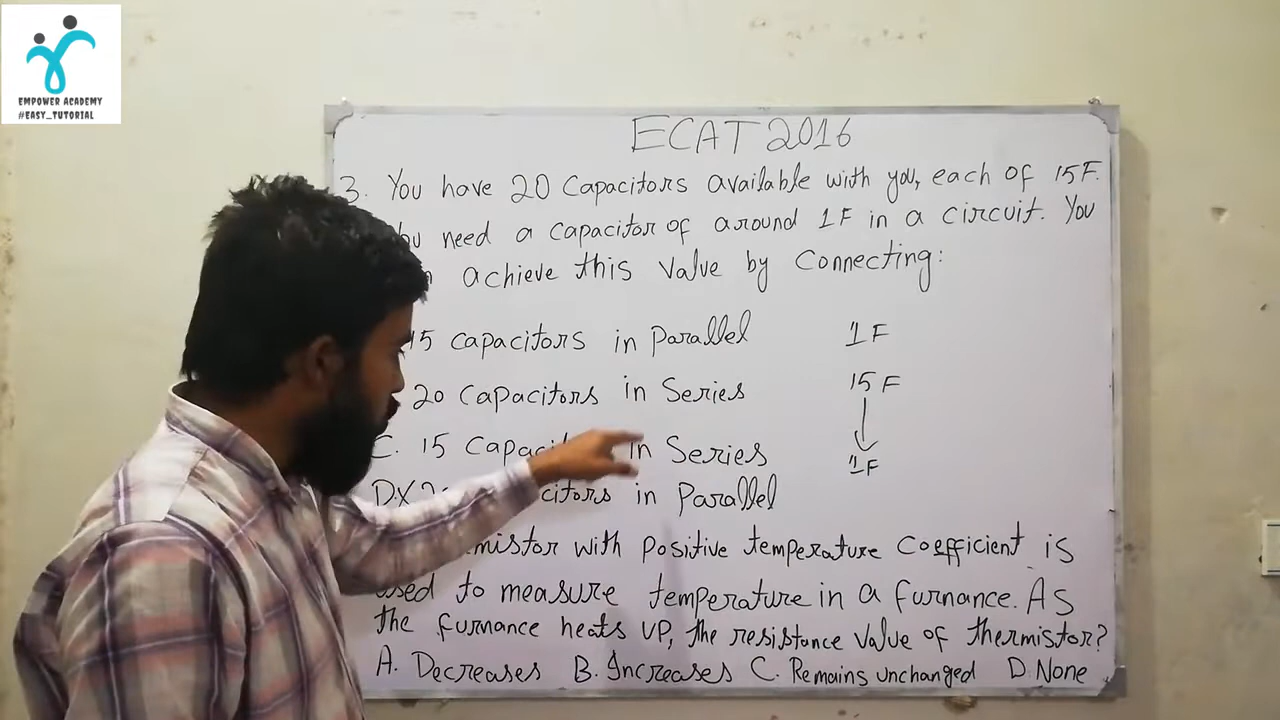 EMPOWER ACADEMY
#EASY_TUTORIAL
ECAT 2016
3. You have 20 Capacitors available with you, each of 15F.
need a capacitor of around 1F in a circuit. You
achieve this value by connecting:
15 capacitors in Parallel 1F
20 Capacitors in Series 15F
C. 15 in Series 1F
D.X in Parallel
with positive temperature coefficient is
used to measure temperature in a furnance. As
the furnance heats up, the resistance value of thermistor?
A. Decreases B. Increases C. Remains unchanged D. None